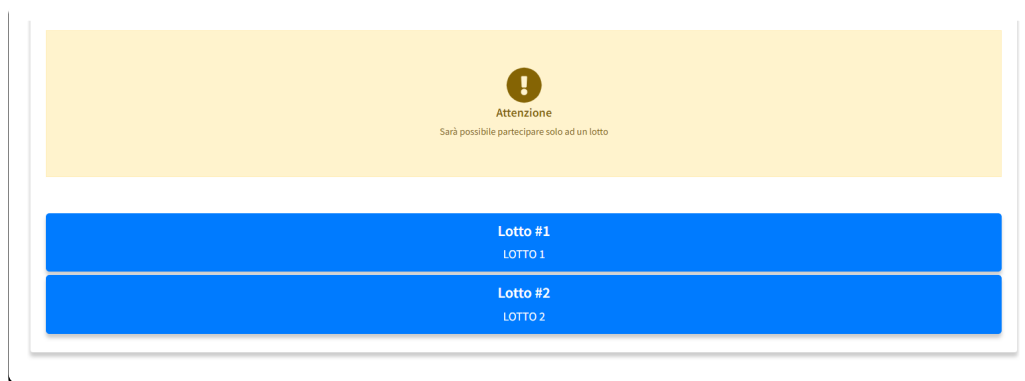 Attenzione
Sarà possibile partecipare solo ad un lotto
Lotto #1
LOTTO 1
Lotto #2
LOTTO 2